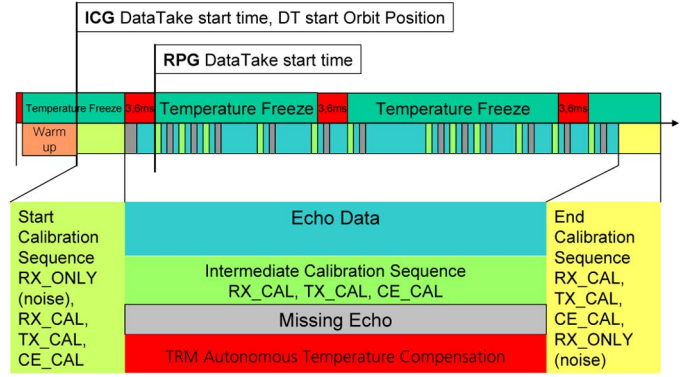 ICG DataTake start time, DT start Orbit Position
RPG DataTake start time
Temperature Freeze
3,6ms
Temperature Freeze
3,6ms
Temperature Freeze
3,6ms
Warm
up
Start
Calibration
Sequence
RX_ONLY
(noise),
RX_CAL,
TX_CAL,
CE_CAL
Echo Data
Intermediate Calibration Sequence
RX_CAL, TX_CAL, CE_CAL
Missing Echo
TRM Autonomous Temperature Compensation
End
Calibration
Sequence
RX_CAL,
TX_CAL,
CE_CAL,
RX_ONLY
(noise)